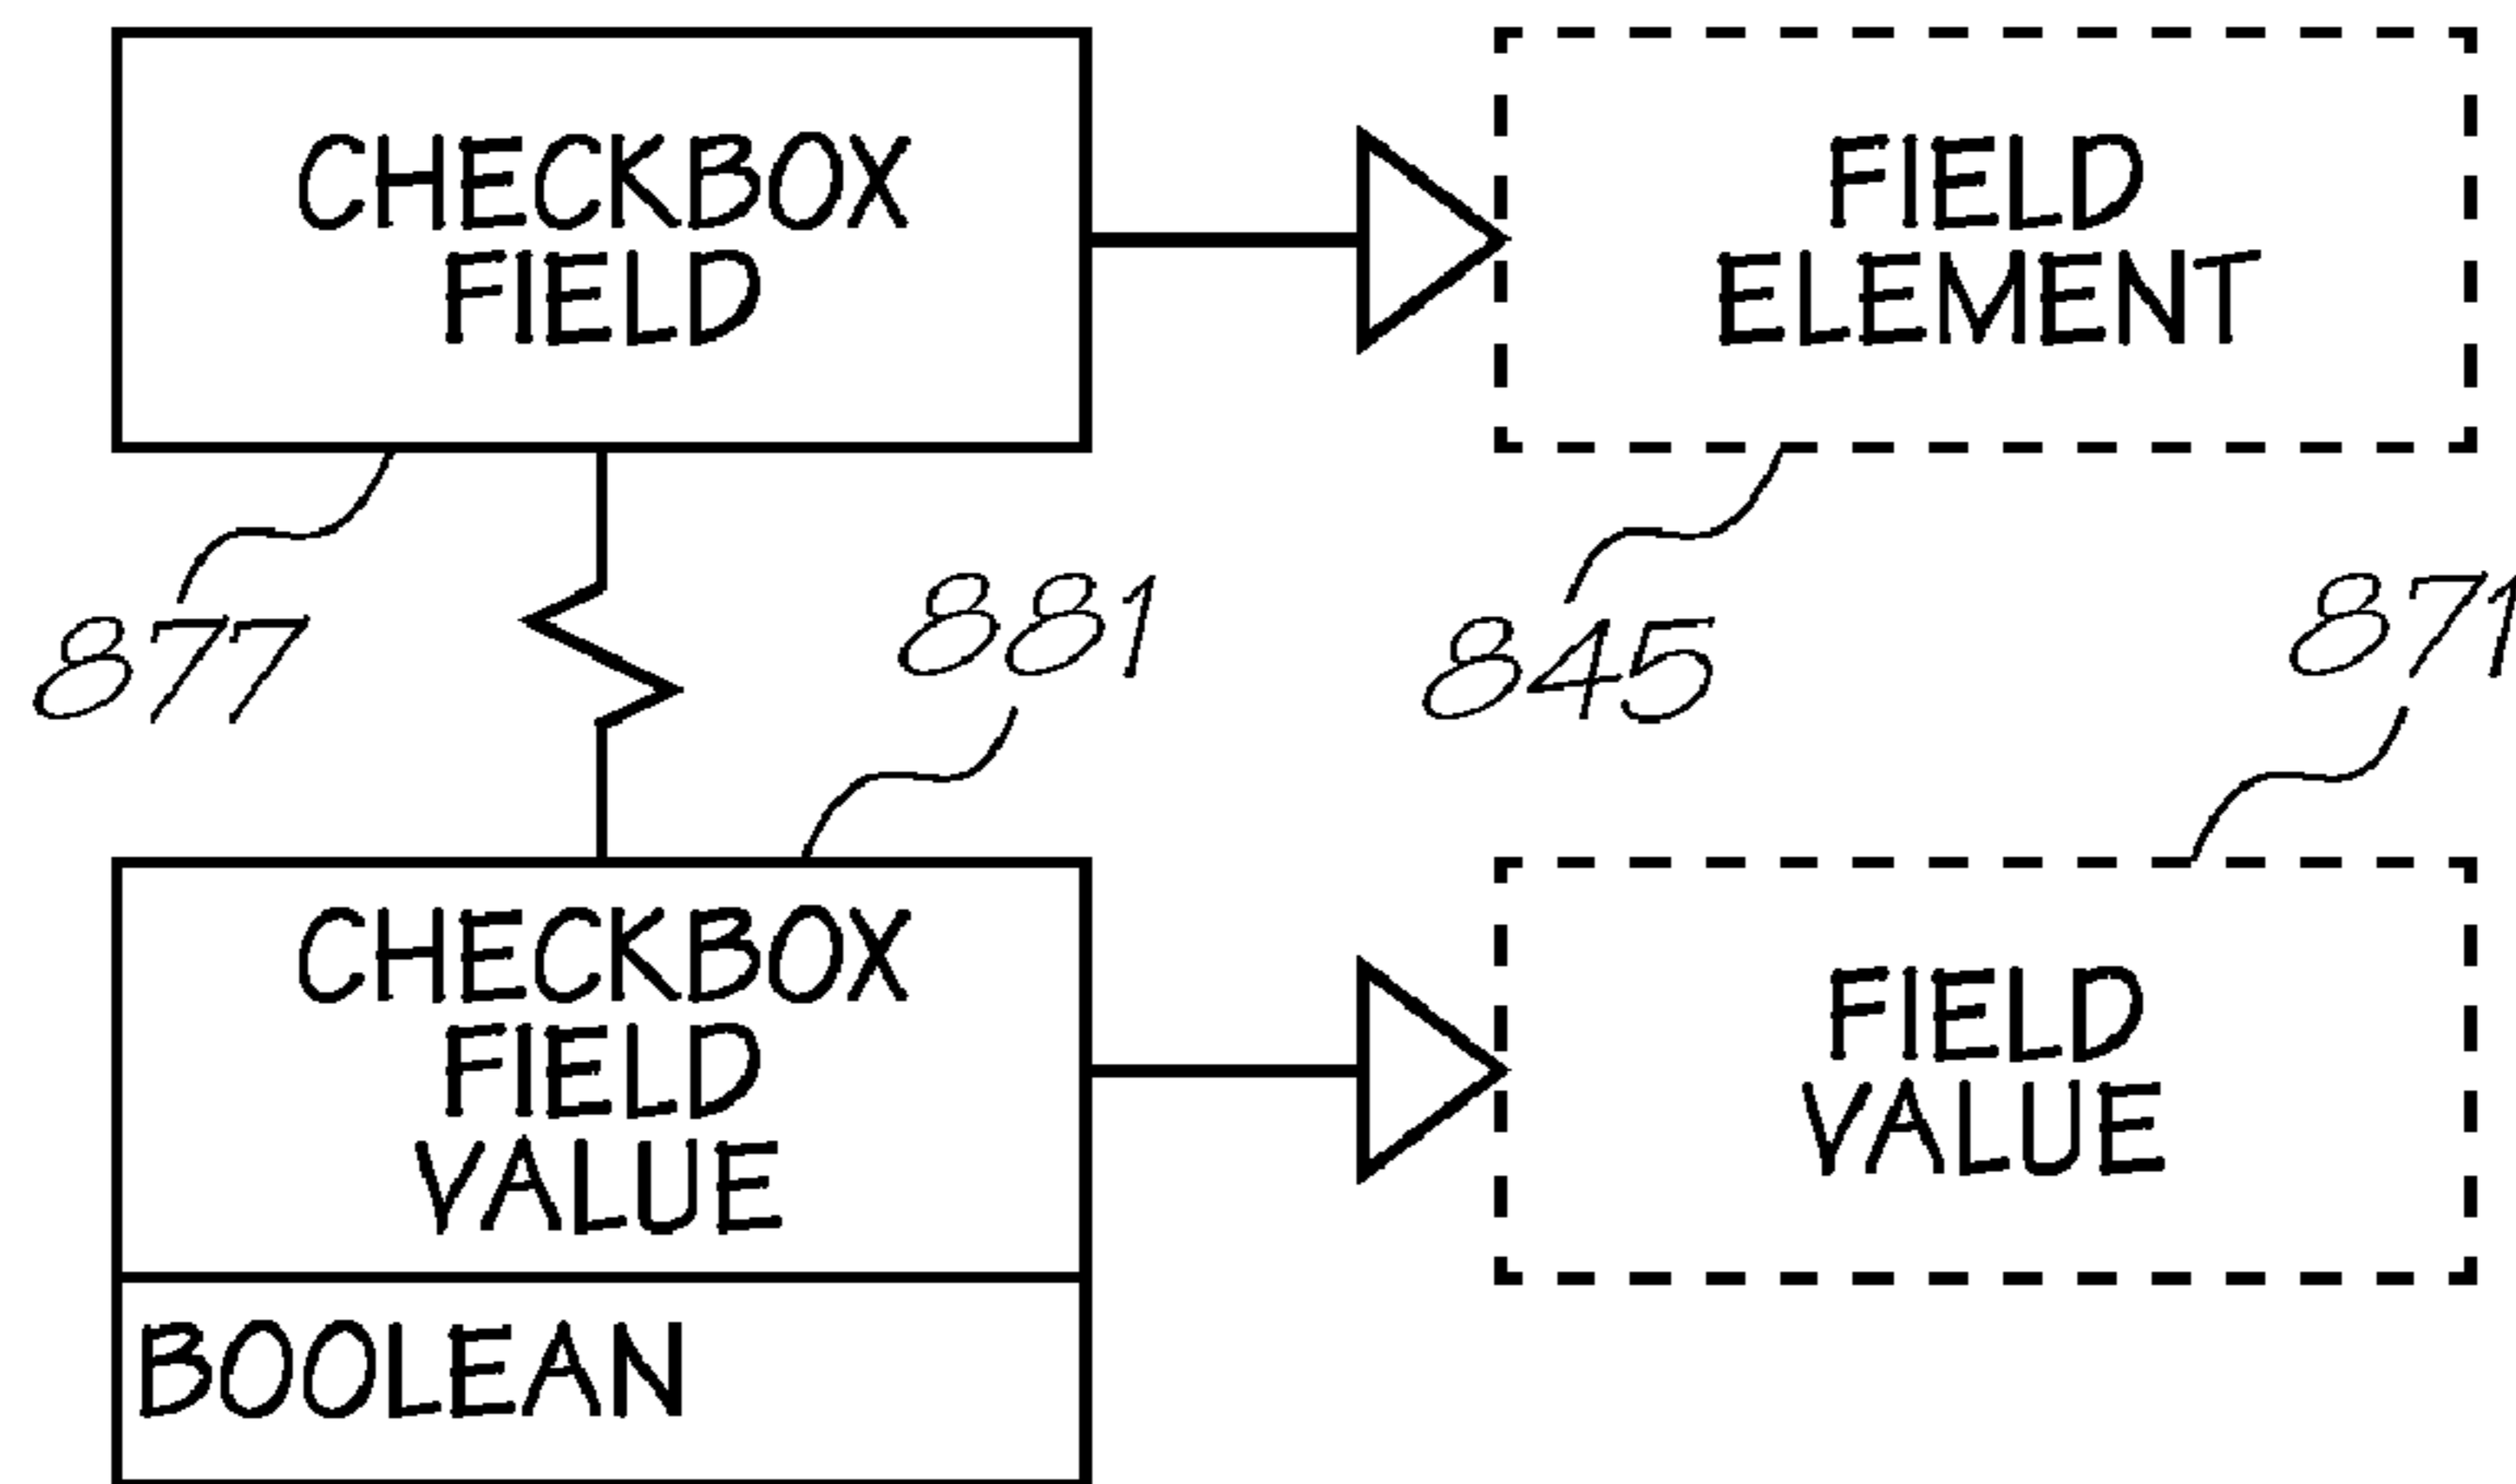 CHECKBOX
FIELD
FIELD
ELEMENT
877
881
845
871
CHECKBOX
FIELD
VALUE
FIELD
VALUE
BOOLEAN